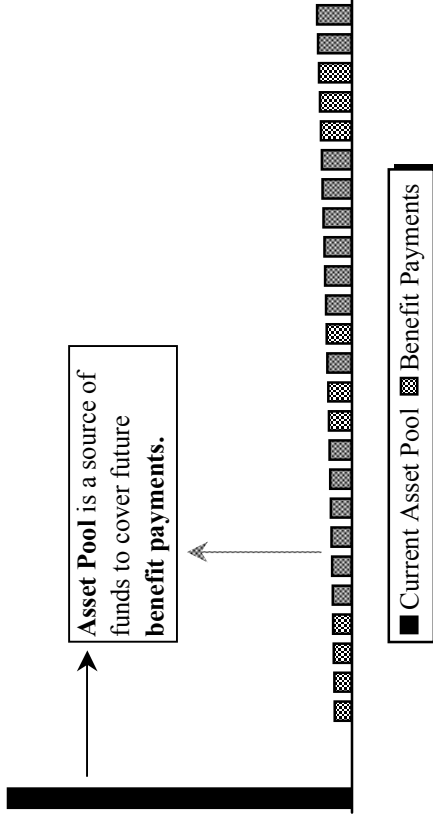 Asset Pool is a source of
funds to cover future
benefit payments.
Current Asset Pool Benefit Payments